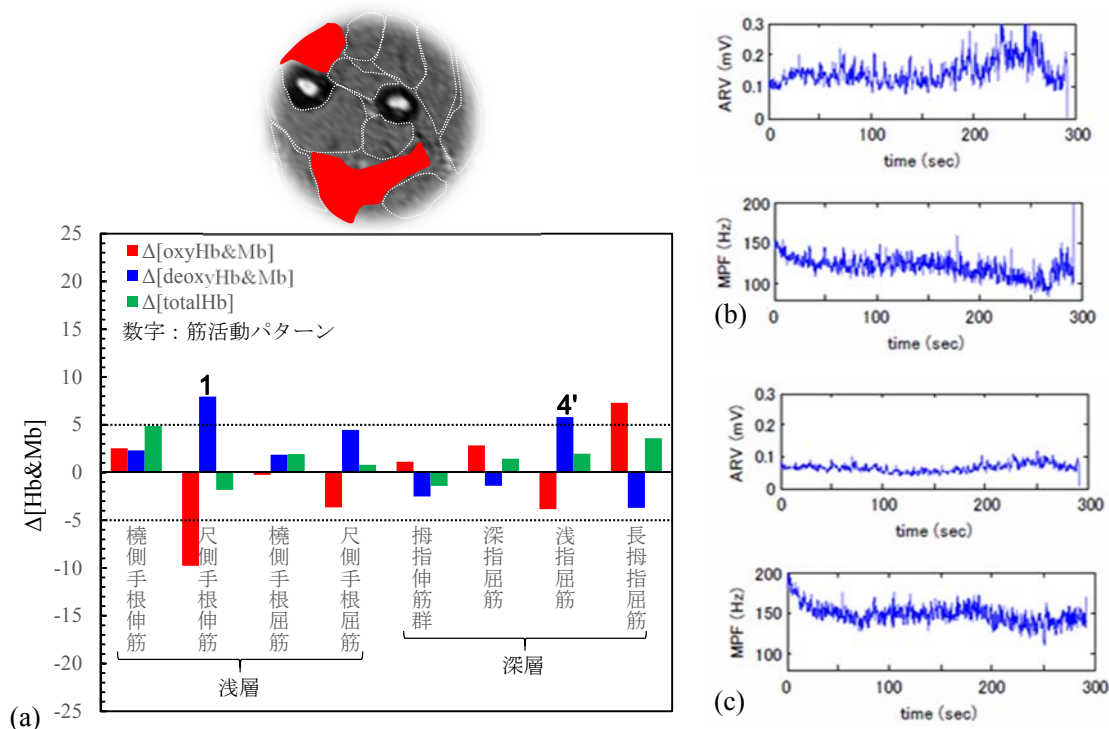 25
20
15
10
5
0
-5
-10
-15
-20
-25
Δ[Hb&Mb]
Δ[oxyHb&Mb]
Δ[deoxyHb&Mb]
Δ[totalHb]
数字：筋活動パターン
1
4'
橈側手根伸筋
尺側手根伸筋
橈側手根屈筋
尺側手根屈筋
拇指伸筋群
深指屈筋
浅指屈筋
長拇指屈筋
浅層
深層
(a)
ARV (mV)
0.3
0.2
0.1
0
0
100
200
300
time (sec)
MPF (Hz)
200
150
100
0
100
200
300
time (sec)
(b)
ARV (mV)
0.3
0.2
0.1
0
0
100
200
300
time (sec)
MPF (Hz)
200
150
100
0
100
200
300
time (sec)
(c)